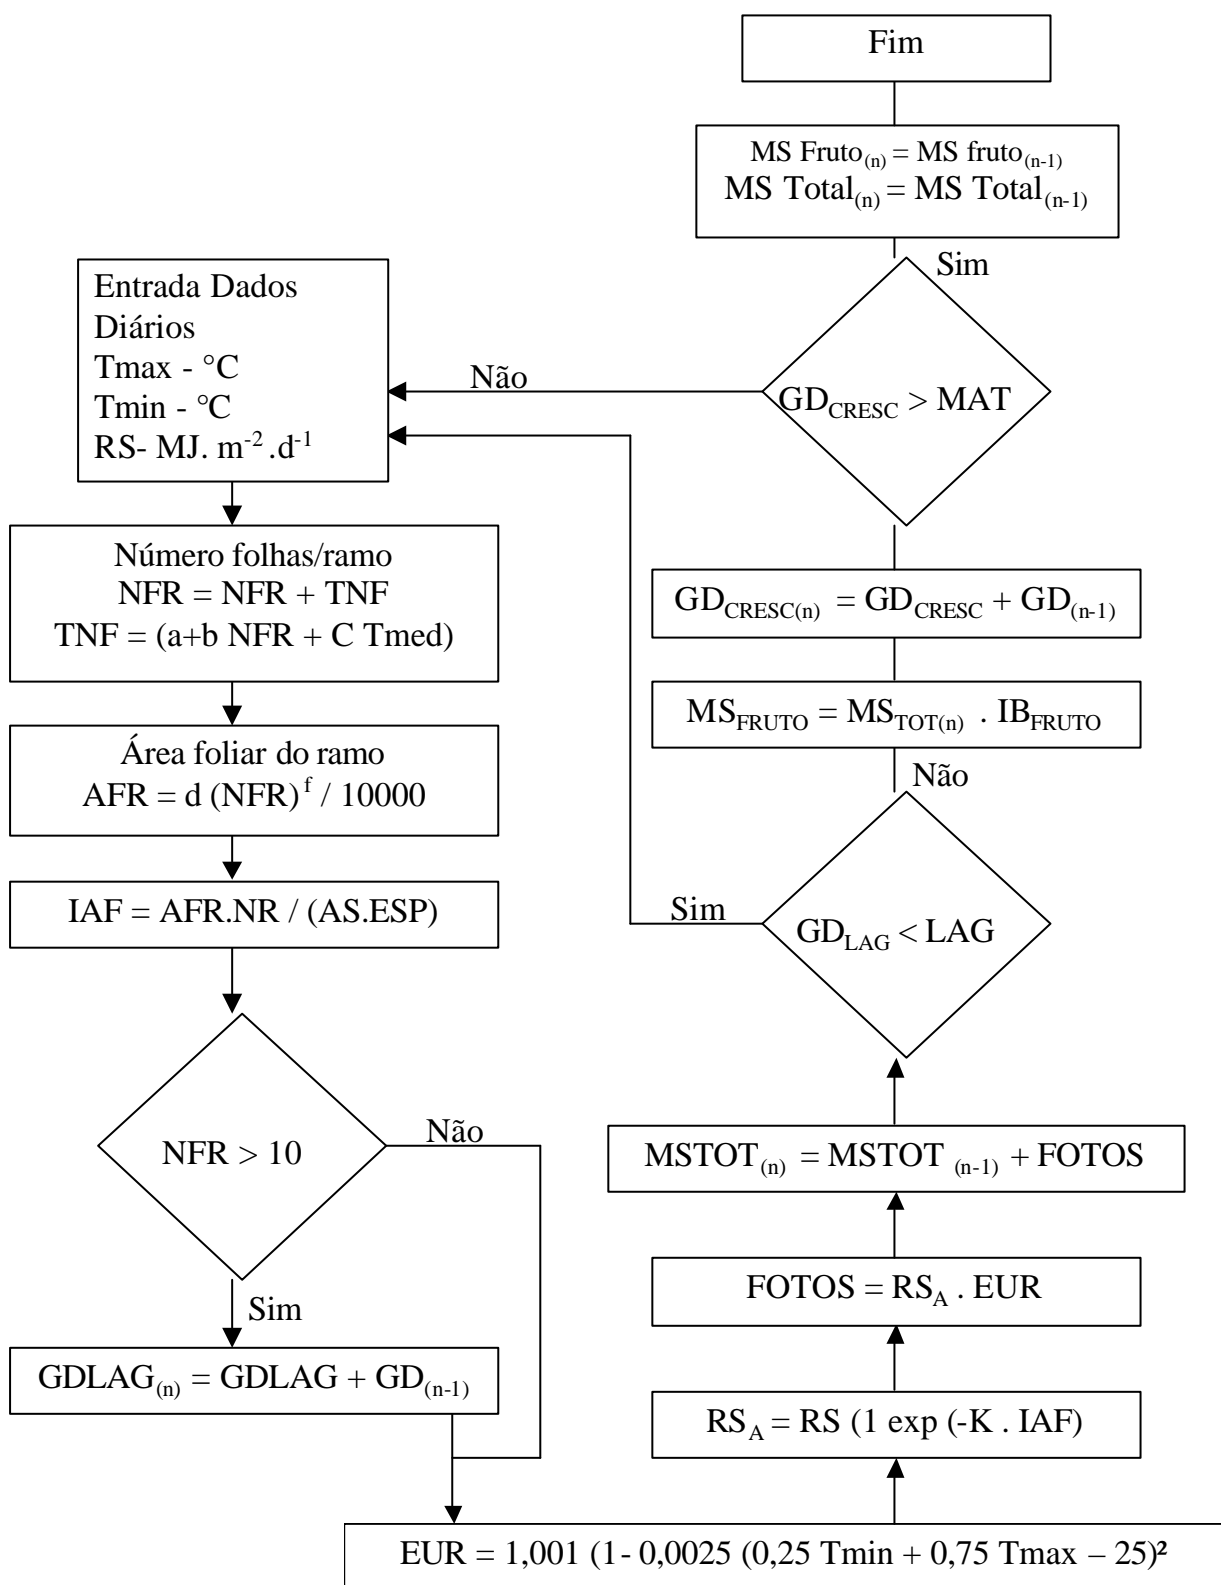 Fim
MS Fruto(n) = MS fruto(n-1)
MS Total(n) = MS Total(n-1)
Sim
GDCRESC > MAT
Não
Entrada Dados
Diários
Tmax - °C
Tmin - °C
RS- MJ. m-2 .d-1
Número folhas/ramo
NFR = NFR + TNF
TNF = (a+b NFR + C Tmed)
Área foliar do ramo
AFR = d (NFR) f / 10000
IAF = AFR.NR / (AS.ESP)
NFR > 10
Não
Sim
GDLAG(n) = GDLAG + GD(n-1)
EUR = 1,001 (1- 0,0025 (0,25 Tmin + 0,75 Tmax – 25)²
RSA = RS (1 exp (-K . IAF)
FOTOS = RSA . EUR
MSTOT(n) = MSTOT (n-1) + FOTOS
GDLAG < LAG
Sim
Não
MSFRUTO = MSTOT(n) . IBFRUTO
GDCRESC(n) = GDCRESC + GD(n-1)